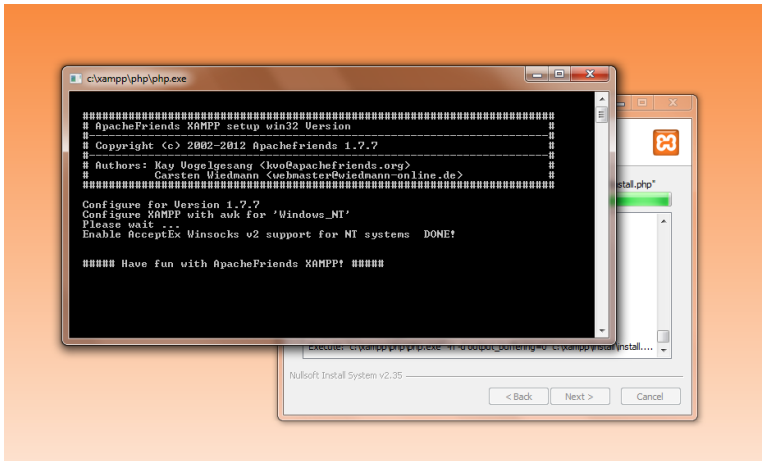 c:\xampp\php\php.exe
################################################################################
# ApacheFriends XAMPP setup win32 Version #
#----------------------------------------------------------------------#
# Copyright (c) 2002-2012 Apachefriends 1.7.7 #
#----------------------------------------------------------------------#
# Authors: Kay Vogelgesang <kvo@apachefriends.org> #
# Carsten Wiedmann <webmaster@wiedmann-online.de> #
################################################################################
Configure for Version 1.7.7
Configure XAMPP with awk for 'Windows_NT'
Please wait ...
Enable AcceptEx Winsocks v2 support for NT systems DONE!
##### Have fun with ApacheFriends XAMPP! #####
stall.php"
Nullsoft Install System v2.35
< Back Next > Cancel